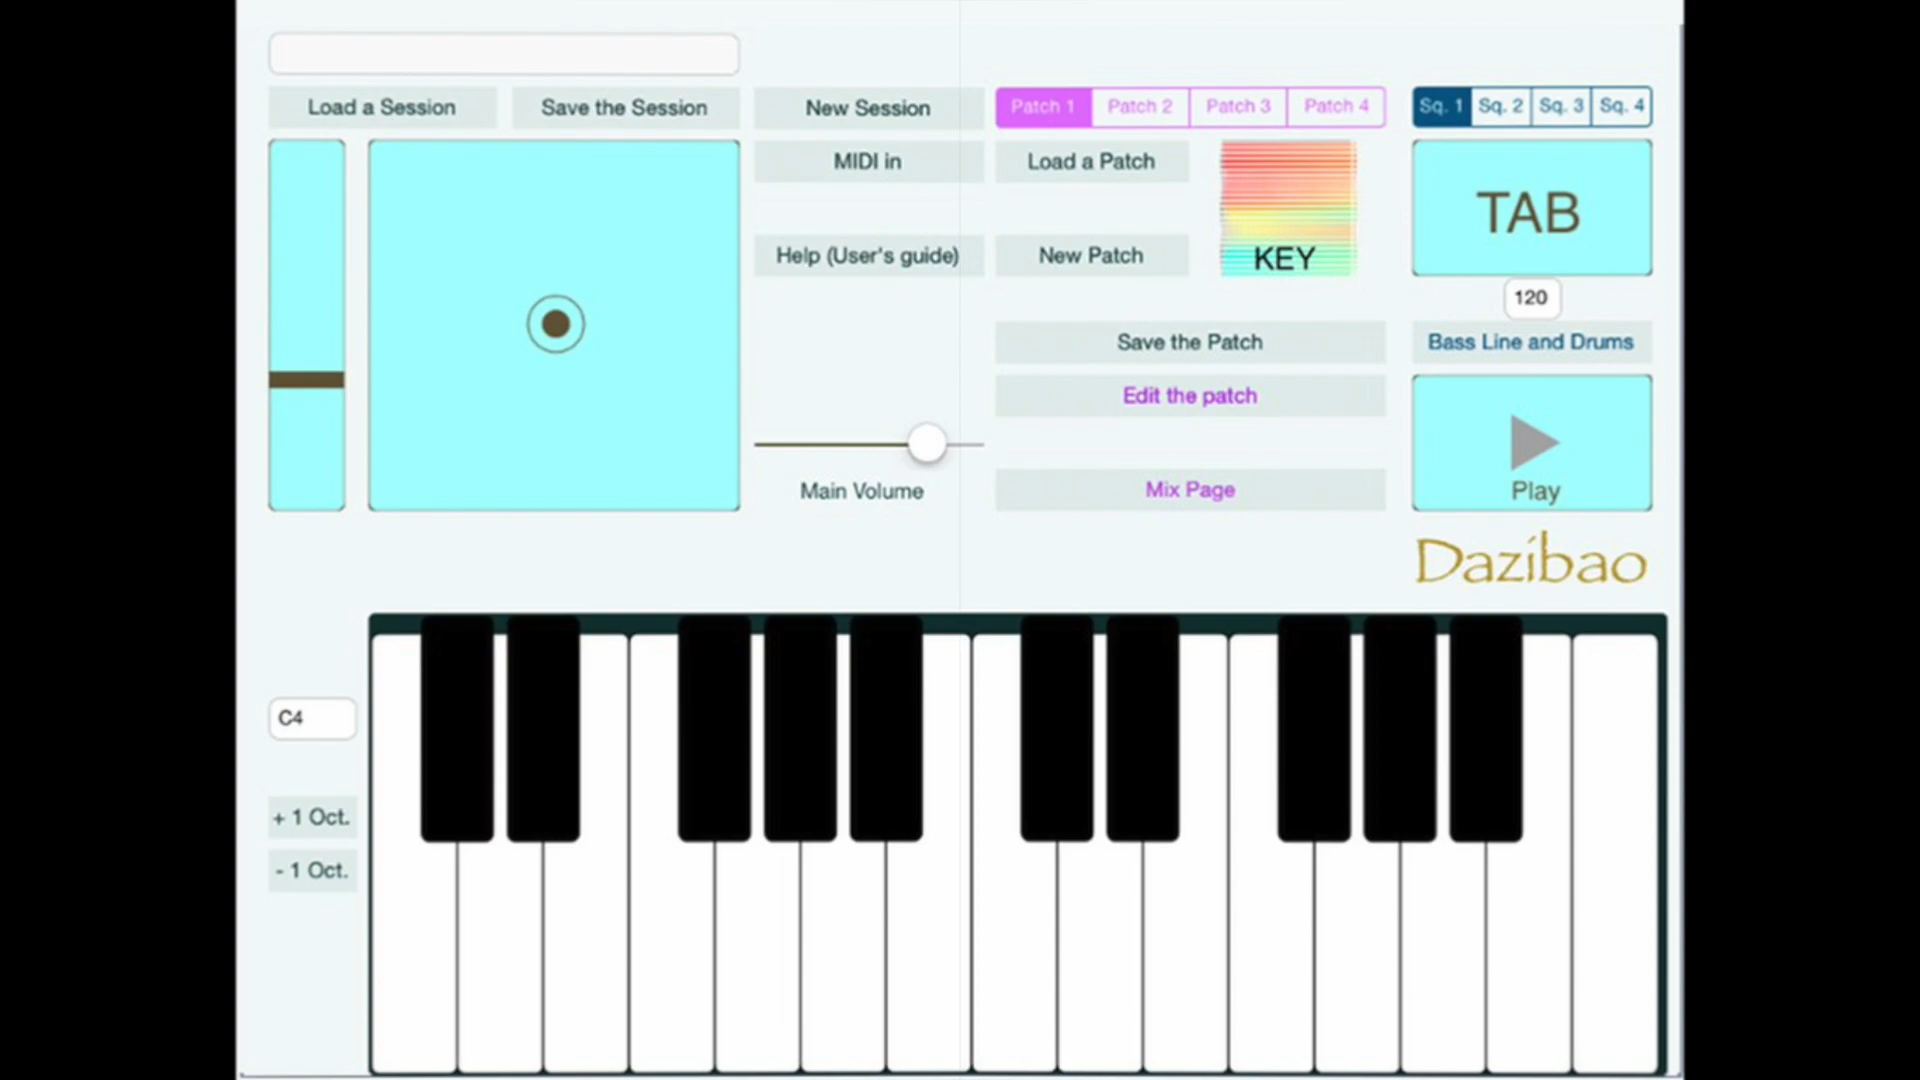 Load a Session
Save the Session
New Session
Patch 1
Patch 2
Patch 3
Patch 4
Sq. 1
Sq. 2
Sq. 3
Sq. 4
MIDI in
Load a Patch
TAB
Help (User's guide)
New Patch
KEY
120
Save the Patch
Bass Line and Drums
Edit the patch
Main Volume
Mix Page
Play
Dazibao
C4
+ 1 Oct.
- 1 Oct.